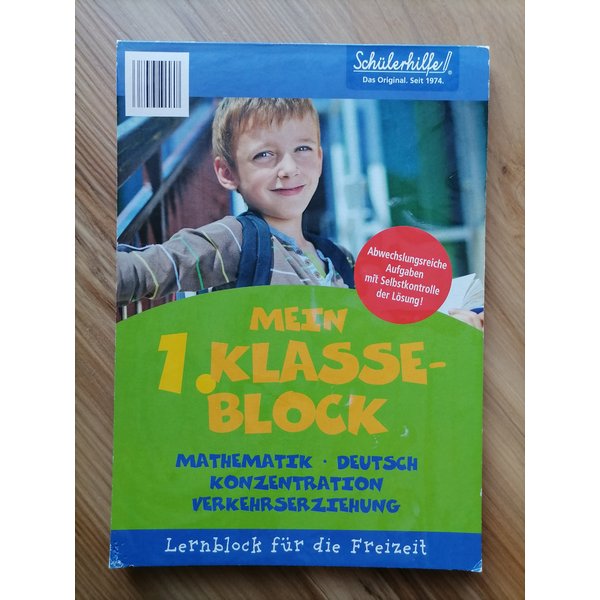 Schülerhilfe!®
Das Original. Seit 1974.
Abwechslungsreiche
Aufgaben
mit Selbstkontrolle
der Lösung!
MEIN
1. KLASSE-
BLOCK
MATHEMATIK · DEUTSCH
KONZENTRATION
VERKEHRSERZIEHUNG
Lernblock für die Freizeit